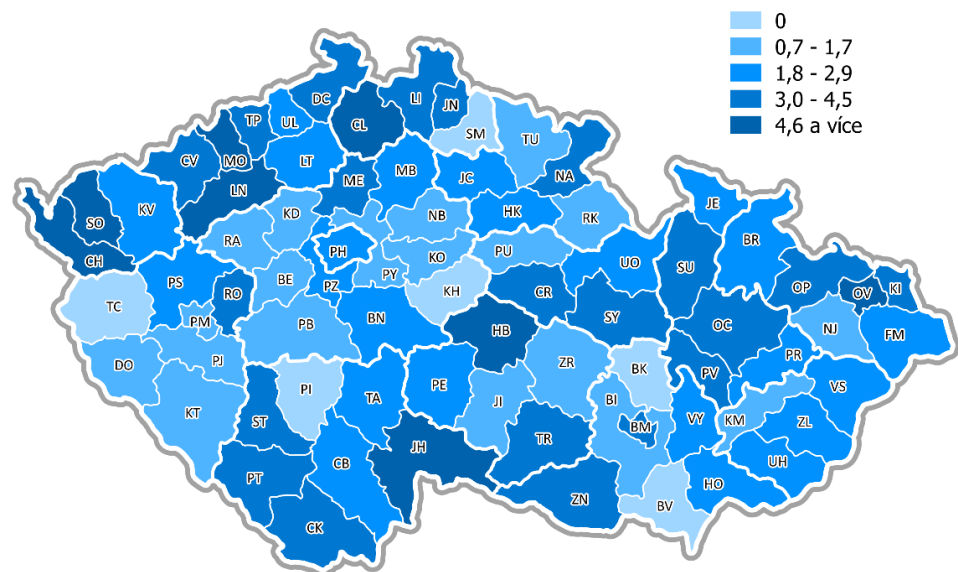 0
0,7 - 1,7
1,8 - 2,9
3,0 - 4,5
4,6 a více
DC
LI
JN
TP
UL
CL
SM
TU
CV
MO
LT
MB
JC
NA
LN
ME
SO
KV
KD
NB
HK
RK
JE
RA
PH
KO
PU
UO
BR
CH
PS
BE
PY
SU
RO
PZ
KH
CR
OP
OV
KI
TC
PM
PB
BN
HB
SY
OC
NJ
FM
DO
PJ
ZR
BK
PR
PI
PE
PV
VS
KT
ST
TA
JI
BI
KM
ZL
BM
VY
JH
TR
PT
CB
UH
HO
ZN
BV
CK